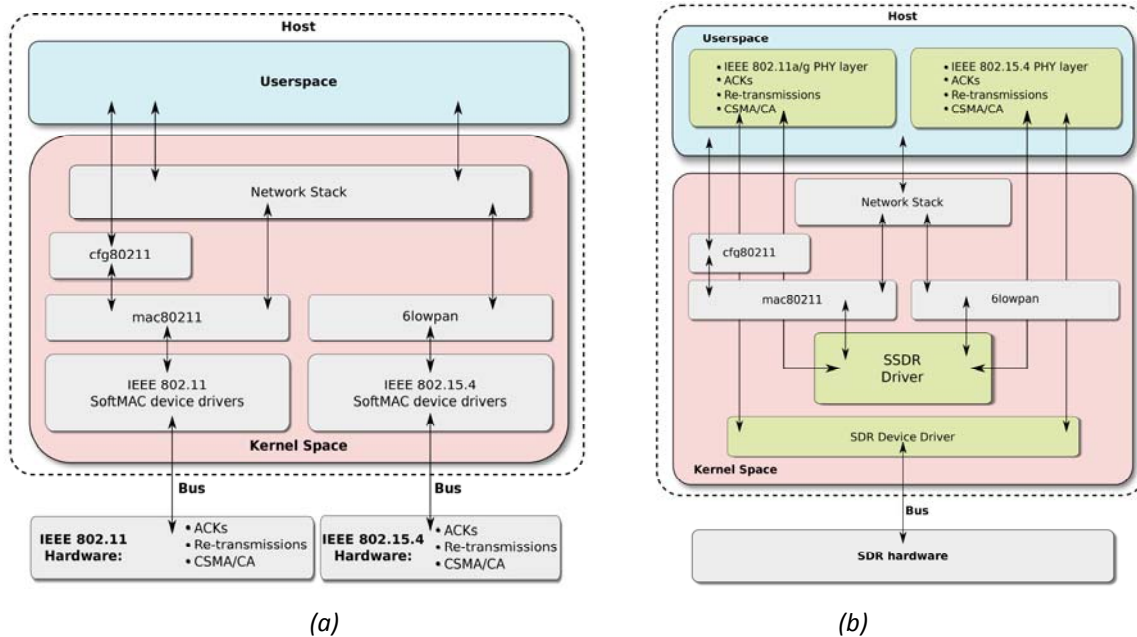 Host
Userspace
Network Stack
cfg80211
mac80211
6lowpan
IEEE 802.11
SoftMAC device drivers
IEEE 802.15.4
SoftMAC device drivers
Kernel Space
Bus
Bus
IEEE 802.11
Hardware:
• ACKs
• Re-transmissions
• CSMA/CA
IEEE 802.15.4
Hardware:
• ACKs
• Re-transmissions
• CSMA/CA
(a)
Host
Userspace
• IEEE 802.11a/g PHY layer
• ACKs
• Re-transmissions
• CSMA/CA
• IEEE 802.15.4 PHY layer
• ACKs
• Re-transmissions
• CSMA/CA
Network Stack
cfg80211
mac80211
6lowpan
SSDR
Driver
SDR Device Driver
Kernel Space
Bus
SDR hardware
(b)